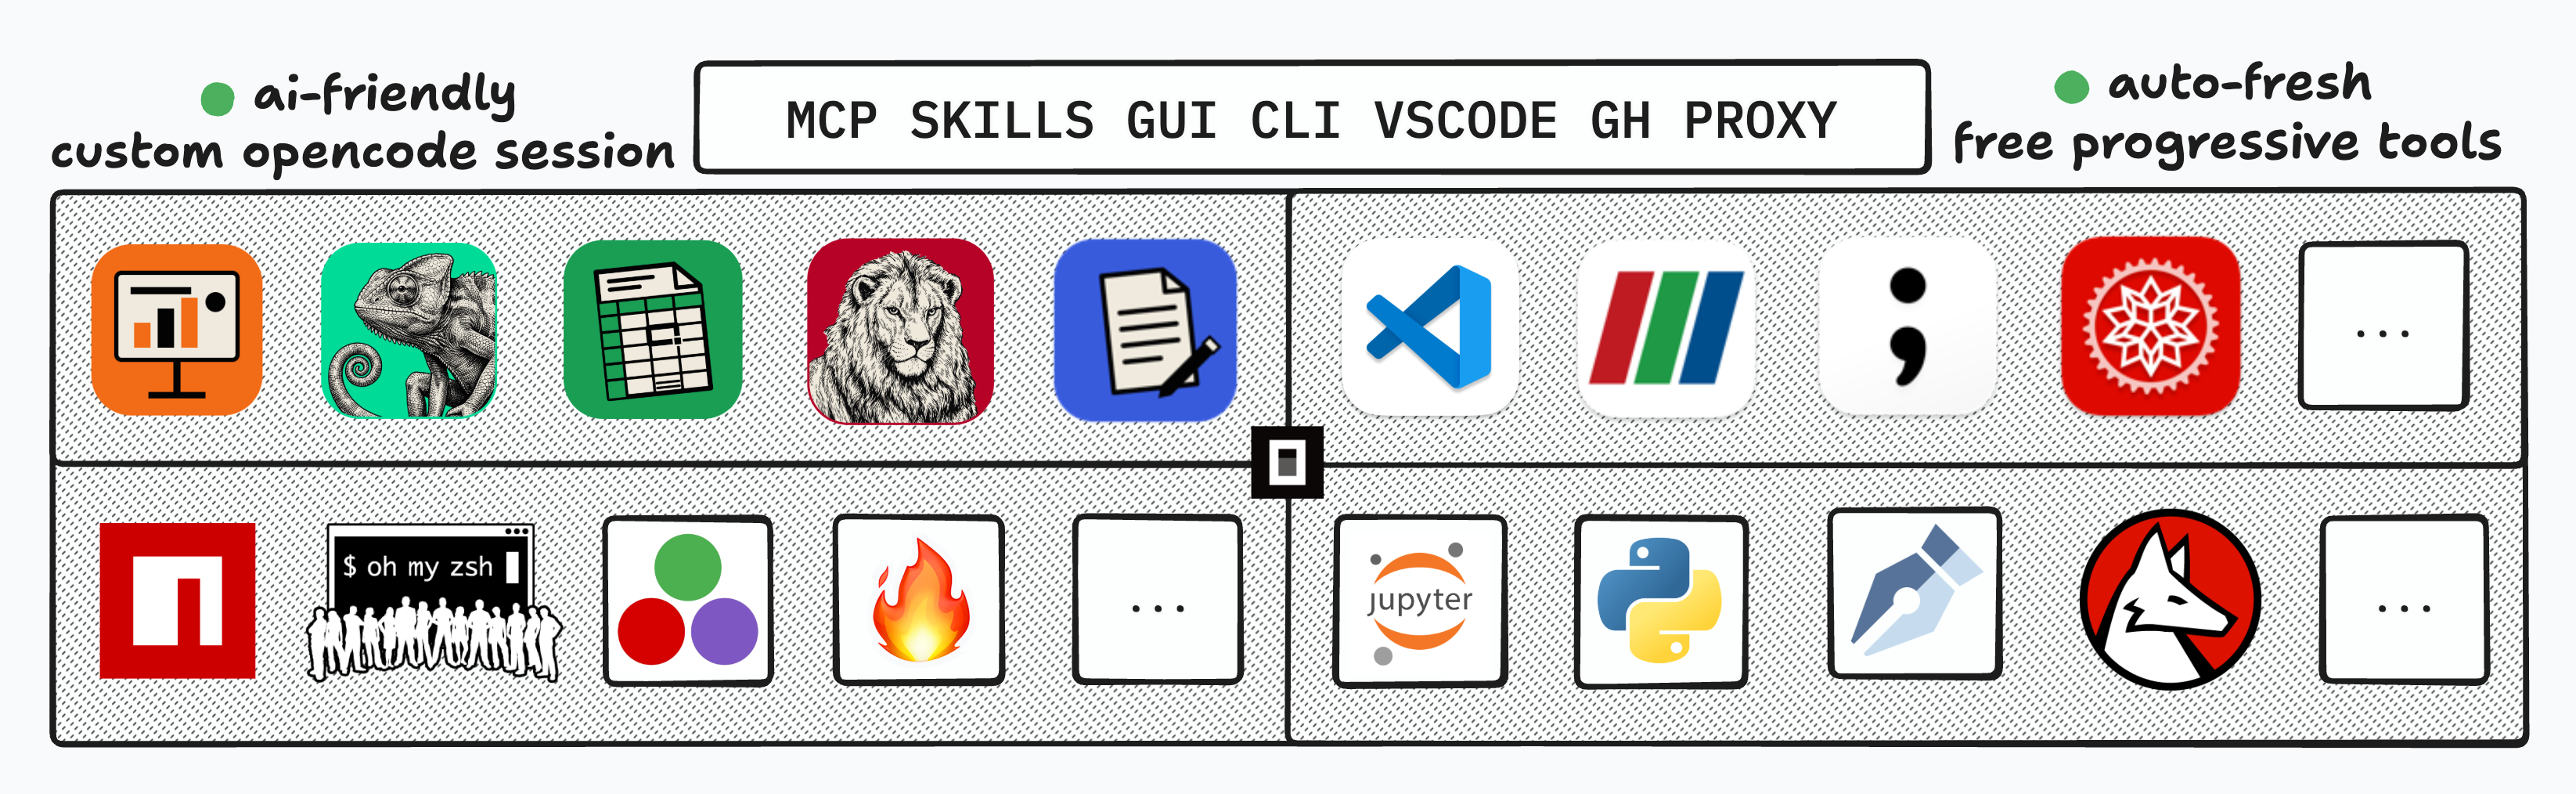 ai-friendly
custom opencode session
MCP SKILLS GUI CLI VSCODE GH PROXY
auto-fresh
free progressive tools
...
$ oh my zsh
...
jupyter
...